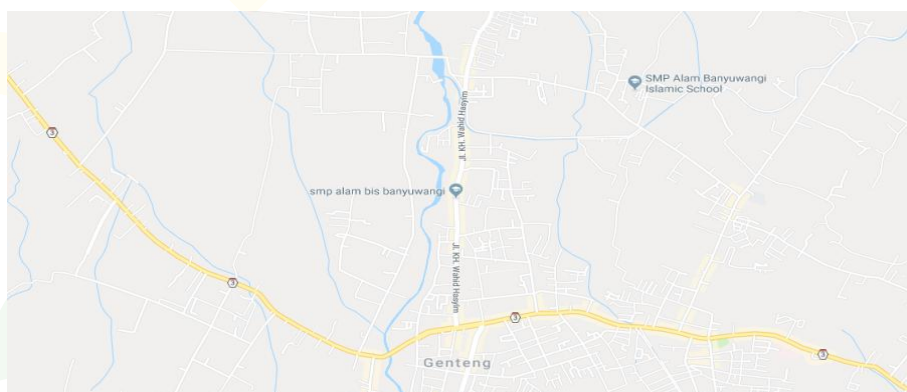 3
SMP Alam Banyuwangi
Islamic School
Jl. KH. Wahid Hasyim
smp alam bis banyuwangi
Jl. KH. Wahid Hasyim
3
3
3
Genteng